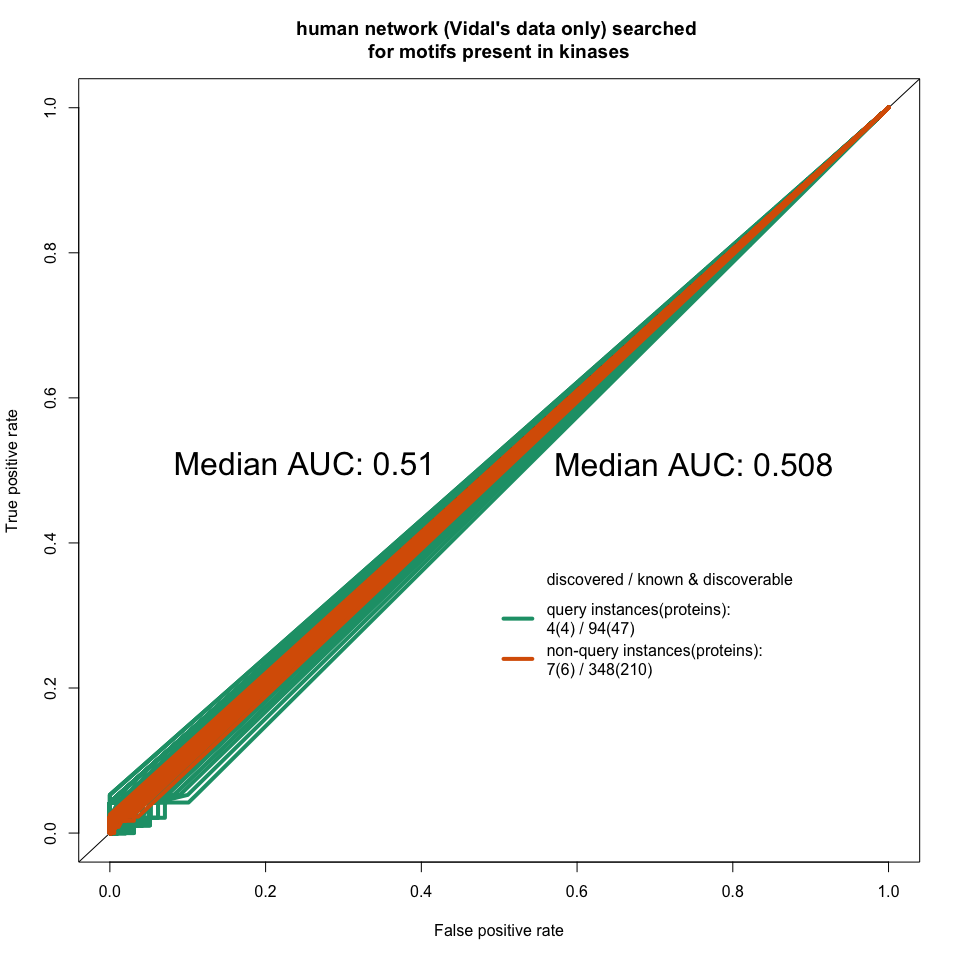 human network (Vidal's data only) searched
for motifs present in kinases
True positive rate
1.0
0.8
0.6
0.4
0.2
0.0
Median AUC: 0.51
Median AUC: 0.508
discovered / known & discoverable
query instances(proteins):
4(4) / 94(47)
non-query instances(proteins):
7(6) / 348(210)
0.0
0.2
0.4
0.6
0.8
1.0
False positive rate